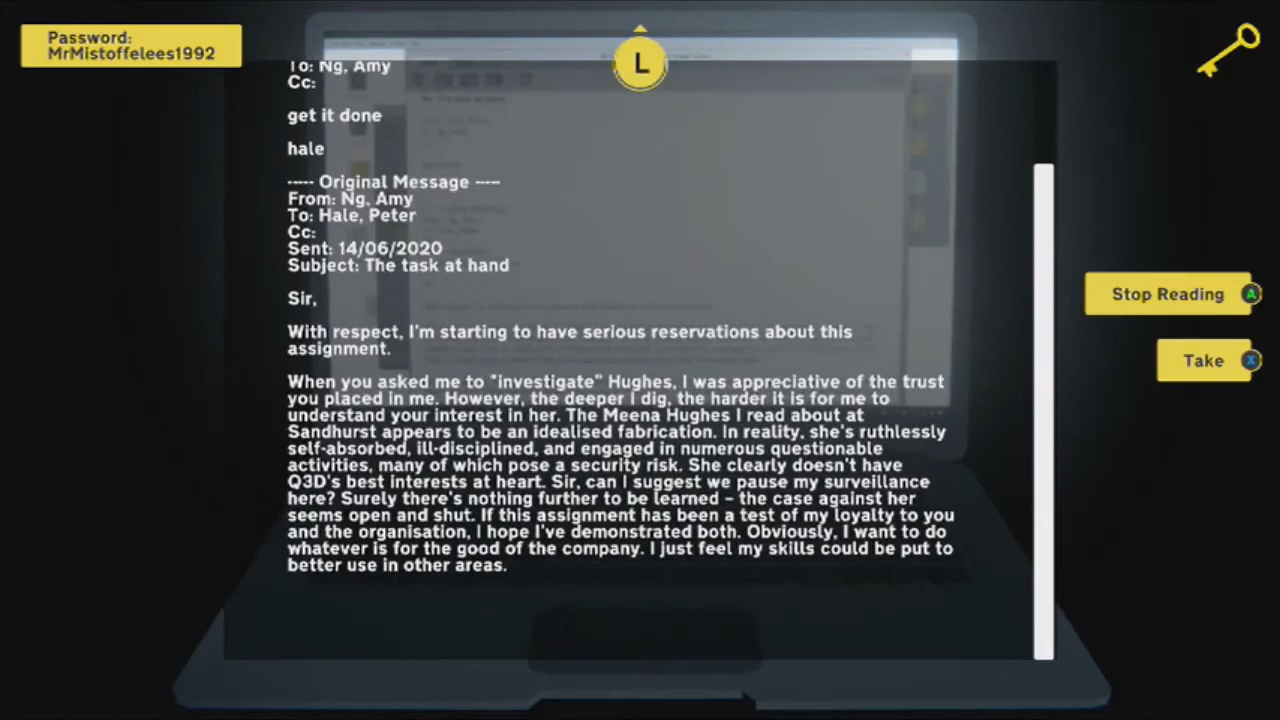 Password:
MrMistoffelees1992
L
To: Ng, Amy
Cc:
get it done
hale
----- Original Message -----
From: Ng, Amy
To: Hale, Peter
Cc:
Sent: 14/06/2020
Subject: The task at hand
Sir,
With respect, I'm starting to have serious reservations about this
assignment.
When you asked me to "investigate" Hughes, I was appreciative of the trust
you placed in me. However, the deeper I dig, the harder it is for me to
understand your interest in her. The Meena Hughes I read about at
Sandhurst appears to be an idealised fabrication. In reality, she's ruthlessly
self-absorbed, ill-disciplined, and engaged in numerous questionable
activities, many of which pose a security risk. She clearly doesn't have
Q3D's best interests at heart. Sir, can I suggest we pause my surveillance
here? Surely there's nothing further to be learned - the case against her
seems open and shut. If this assignment has been a test of my loyalty to you
and the organisation, I hope I've demonstrated both. Obviously, I want to do
whatever is for the good of the company. I just feel my skills could be put to
better use in other areas.
Stop Reading A
Take X